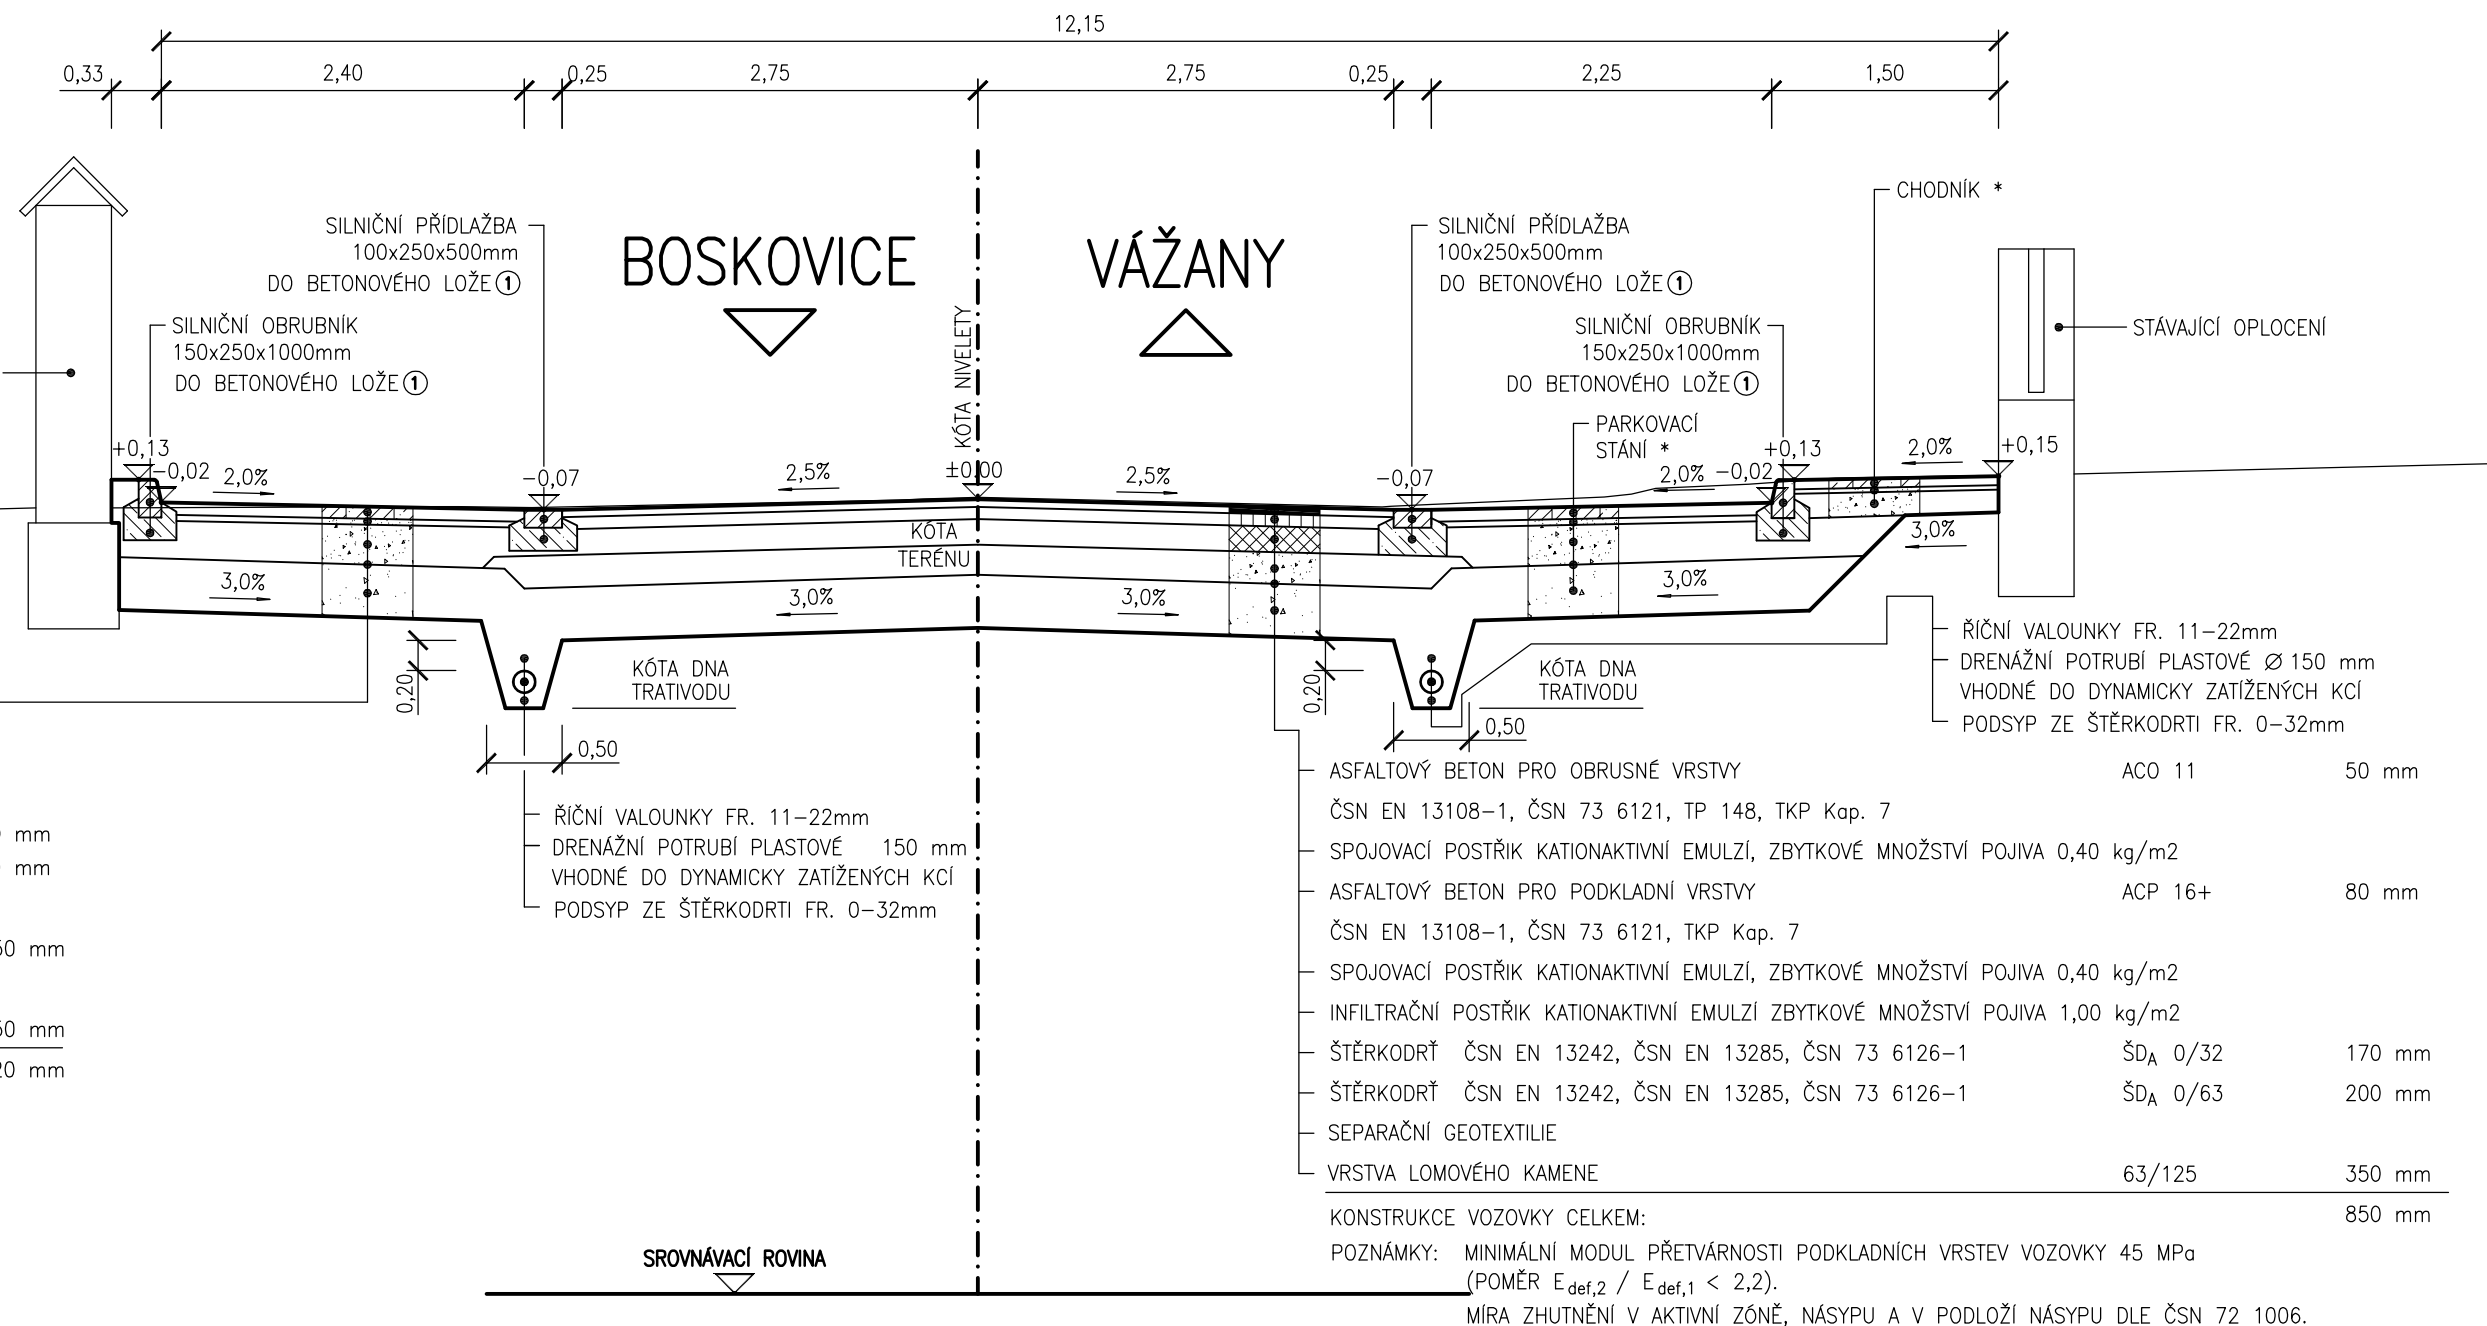 12,15
0,33 2,40 0,25 2,75 2,75 0,25 2,25 1,50
CHODNÍK *
SILNIČNÍ PŘÍDLAŽBA
100x250x500mm
DO BETONOVÉHO LOŽE 1
BOSKOVICE
VÁŽANY
SILNIČNÍ PŘÍDLAŽBA
100x250x500mm
DO BETONOVÉHO LOŽE 1
SILNIČNÍ OBRUBNÍK
150x250x1000mm
DO BETONOVÉHO LOŽE 1
KÓTA NIVELETY
SILNIČNÍ OBRUBNÍK
150x250x1000mm
DO BETONOVÉHO LOŽE 1
STÁVAJÍCÍ OPLOCENÍ
PARKOVACÍ
STÁNÍ *
+0,13 -0,02 2,0% -0,07 2,5% ±0,00 2,5% -0,07 2,0% -0,02 +0,13 2,0% +0,15
KÓTA
TERÉNU
3,0% 3,0% 3,0% 3,0% 3,0%
0,20
KÓTA DNA
TRATIVODU
0,50
0,20
KÓTA DNA
TRATIVODU
0,50
ŘÍČNÍ VALOUNKY FR. 11-22mm
DRENÁŽNÍ POTRUBÍ PLASTOVÉ Ø 150 mm
VHODNÉ DO DYNAMICKY ZATÍŽENÝCH KCÍ
PODSYP ZE ŠTĚRKODRTI FR. 0-32mm
ŘÍČNÍ VALOUNKY FR. 11-22mm
DRENÁŽNÍ POTRUBÍ PLASTOVÉ 150 mm
VHODNÉ DO DYNAMICKY ZATÍŽENÝCH KCÍ
PODSYP ZE ŠTĚRKODRTI FR. 0-32mm
mm
mm
mm
mm
mm
ASFALTOVÝ BETON PRO OBRUSNÉ VRSTVY ACO 11 50 mm
ČSN EN 13108-1, ČSN 73 6121, TP 148, TKP Kap. 7
SPOJOVACÍ POSTŘIK KATIONAKTIVNÍ EMULZÍ, ZBYTKOVÉ MNOŽSTVÍ POJIVA 0,40 kg/m2
ASFALTOVÝ BETON PRO PODKLADNÍ VRSTVY ACP 16+ 80 mm
ČSN EN 13108-1, ČSN 73 6121, TKP Kap. 7
SPOJOVACÍ POSTŘIK KATIONAKTIVNÍ EMULZÍ, ZBYTKOVÉ MNOŽSTVÍ POJIVA 0,40 kg/m2
INFILTRAČNÍ POSTŘIK KATIONAKTIVNÍ EMULZÍ ZBYTKOVÉ MNOŽSTVÍ POJIVA 1,00 kg/m2
ŠTĚRKODRŤ ČSN EN 13242, ČSN EN 13285, ČSN 73 6126-1 ŠDA 0/32 170 mm
ŠTĚRKODRŤ ČSN EN 13242, ČSN EN 13285, ČSN 73 6126-1 ŠDA 0/63 200 mm
SEPARAČNÍ GEOTEXTILIE
VRSTVA LOMOVÉHO KAMENE 63/125 350 mm
KONSTRUKCE VOZOVKY CELKEM: 850 mm
POZNÁMKY: MINIMÁLNÍ MODUL PŘETVÁRNOSTI PODKLADNÍCH VRSTEV VOZOVKY 45 MPa
(POMĚR Edef,2 / Edef,1 < 2,2).
MÍRA ZHUTNĚNÍ V AKTIVNÍ ZÓNĚ, NÁSYPU A V PODLOŽÍ NÁSYPU DLE ČSN 72 1006.
SROVNÁVACÍ ROVINA